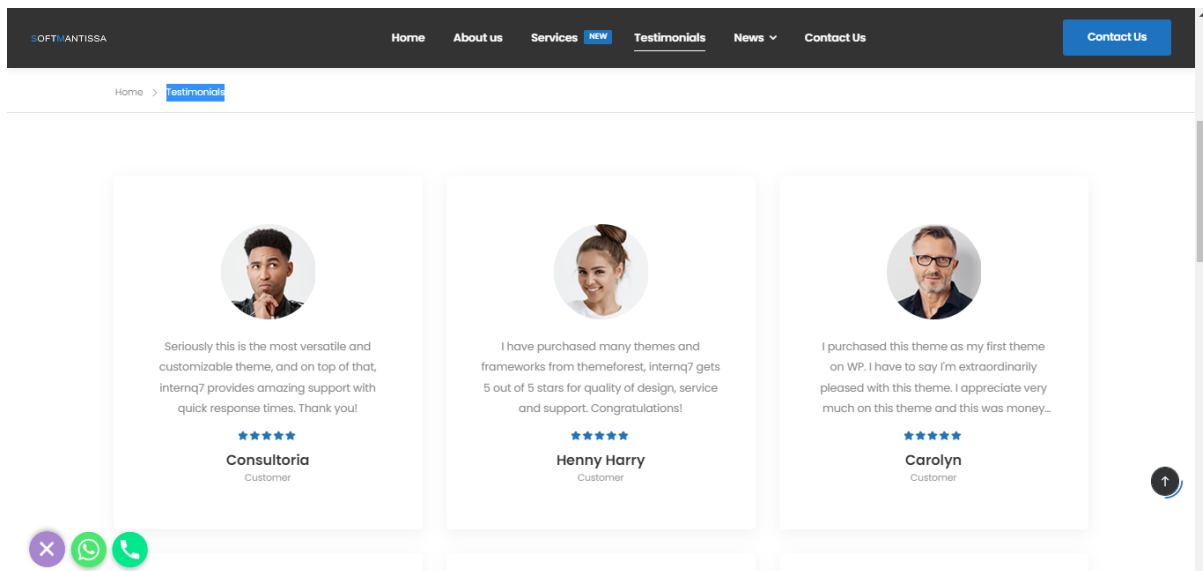 SOFTMANTISSA
Home About us Services NEW Testimonials News Contact Us
Contact Us
Home > Testimonials
Seriously this is the most versatile and
customizable theme, and on top of that,
internq7 provides amazing support with
quick response times. Thank you!
Consultoria
Customer
I have purchased many themes and
frameworks from themeforest, internq7 gets
5 out of 5 stars for quality of design, service
and support. Congratulations!
Henny Harry
Customer
I purchased this theme as my first theme
on WP. I have to say I'm extraordinarily
pleased with this theme. I appreciate very
much on this theme and this was money...
Carolyn
Customer